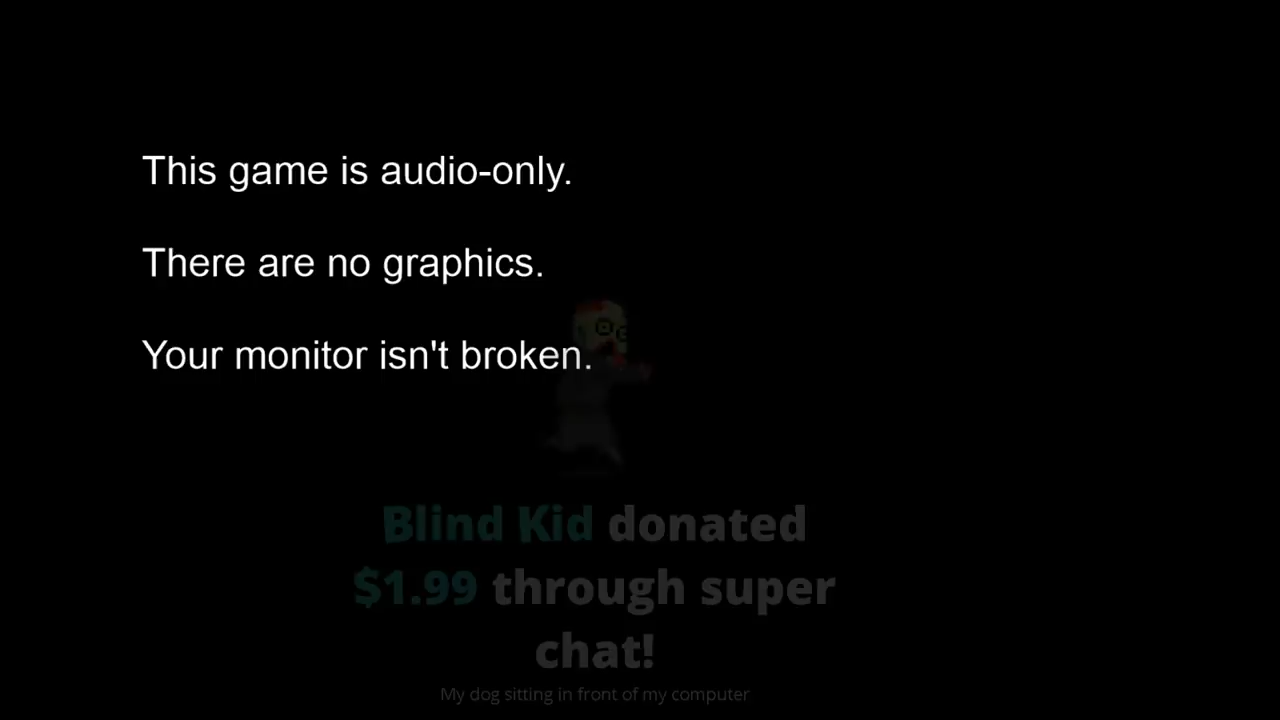 This game is audio-only.
There are no graphics.
Your monitor isn't broken.
Blind Kid donated
$1.99 through super
chat!
My dog sitting in front of my computer